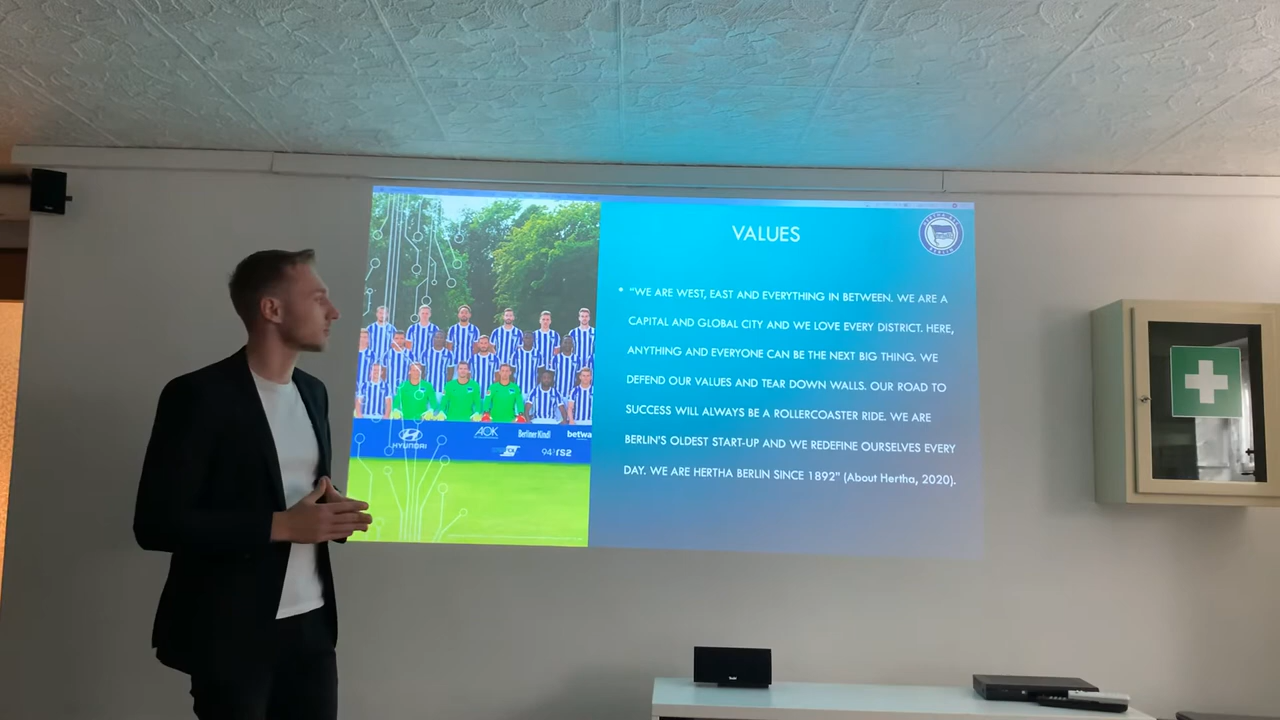 VALUES
• "WE ARE WEST, EAST AND EVERYTHING IN BETWEEN. WE ARE A
CAPITAL AND GLOBAL CITY AND WE LOVE EVERY DISTRICT. HERE,
ANYTHING AND EVERYONE CAN BE THE NEXT BIG THING. WE
DEFEND OUR VALUES AND TEAR DOWN WALLS. OUR ROAD TO
SUCCESS WILL ALWAYS BE A ROLLERCOASTER RIDE. WE ARE
BERLIN'S OLDEST START-UP AND WE REDEFINE OURSELVES EVERY
DAY. WE ARE HERTHA BERLIN SINCE 1892" (About Hertha, 2020).
HYUNDAI
AOK
Berliner Kindl
betwa
94.3 rs2